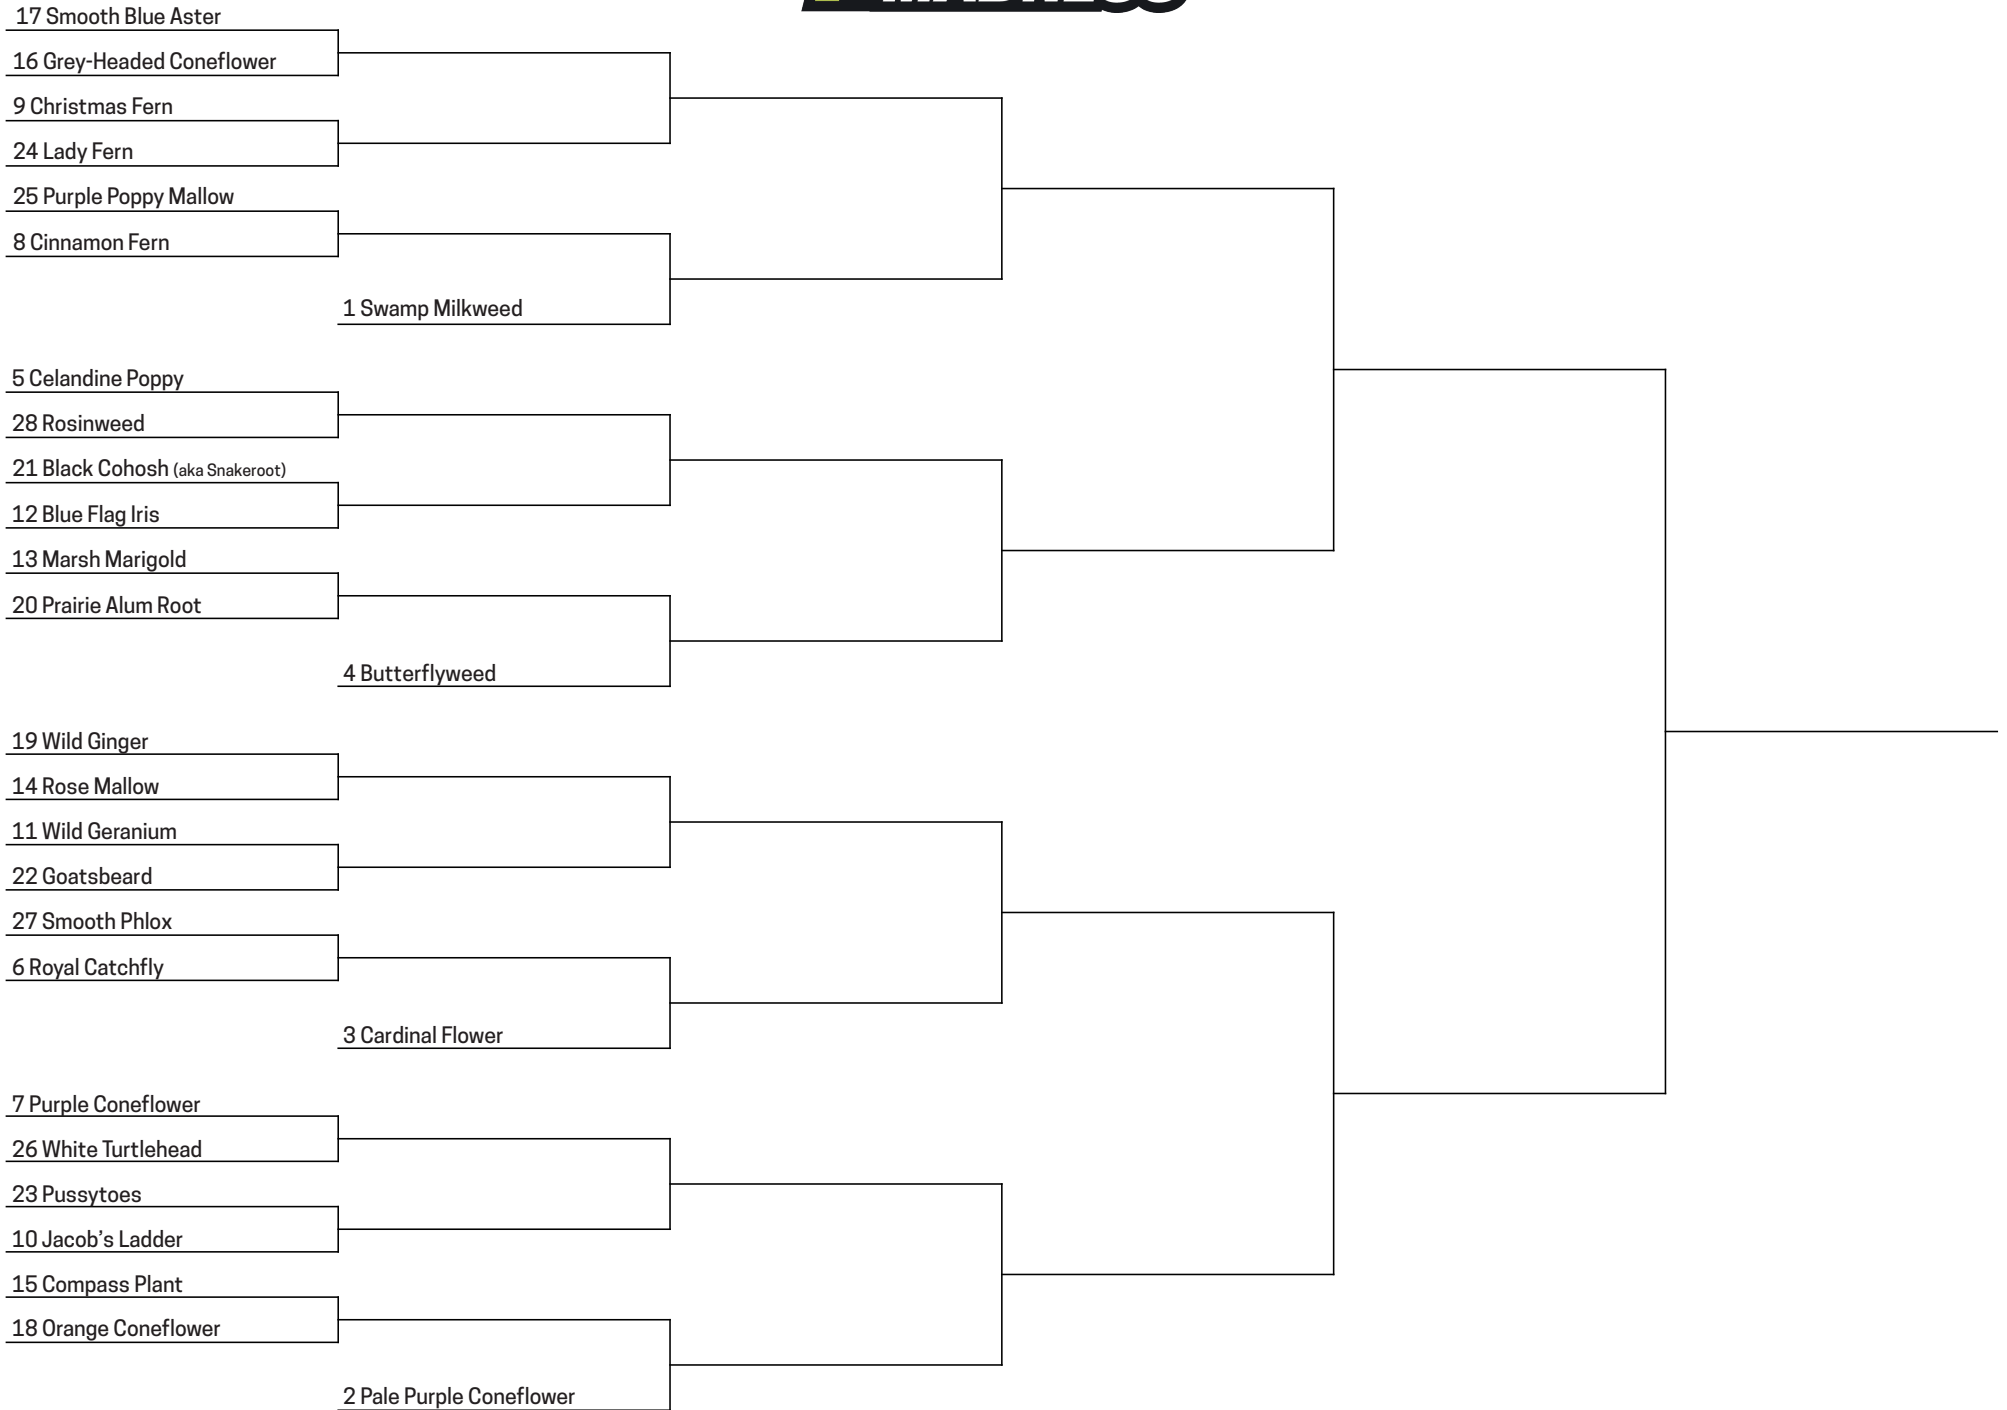 MADNESS
17 Smooth Blue Aster
16 Grey-Headed Coneflower
9 Christmas Fern
24 Lady Fern
25 Purple Poppy Mallow
8 Cinnamon Fern
1 Swamp Milkweed
5 Celandine Poppy
28 Rosinweed
21 Black Cohosh (aka Snakeroot)
12 Blue Flag Iris
13 Marsh Marigold
20 Prairie Alum Root
4 Butterflyweed
19 Wild Ginger
14 Rose Mallow
11 Wild Geranium
22 Goatsbeard
27 Smooth Phlox
6 Royal Catchfly
3 Cardinal Flower
7 Purple Coneflower
26 White Turtlehead
23 Pussytoes
10 Jacob’s Ladder
15 Compass Plant
18 Orange Coneflower
2 Pale Purple Coneflower